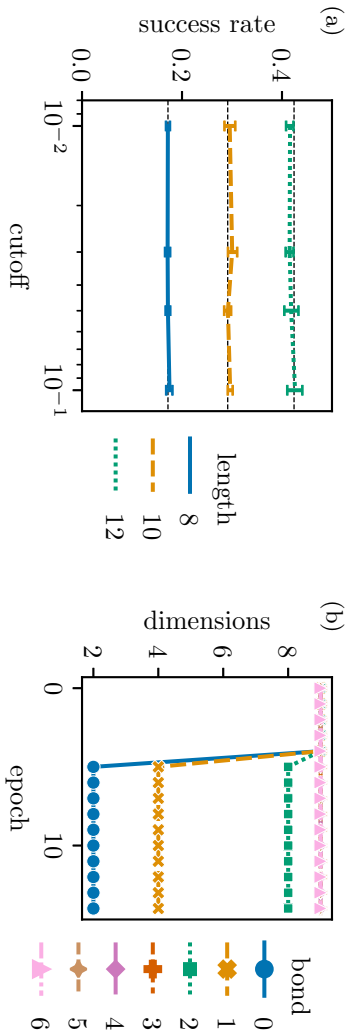 (a)
success rate
0.0
0.2
0.4
10⁻²
10⁻¹
cutoff
length
8
10
12
(b)
dimensions
2
4
6
8
0
10
epoch
bond
0
1
2
3
4
5
6